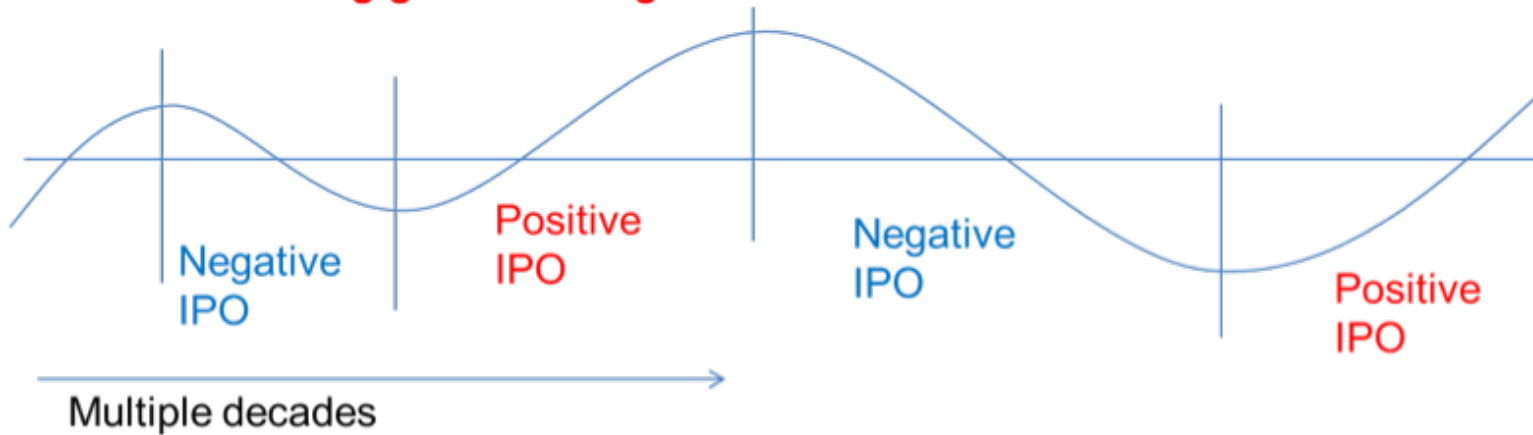 Positive
IPO
Negative
IPO
Negative
IPO
Positive
IPO
Multiple decades